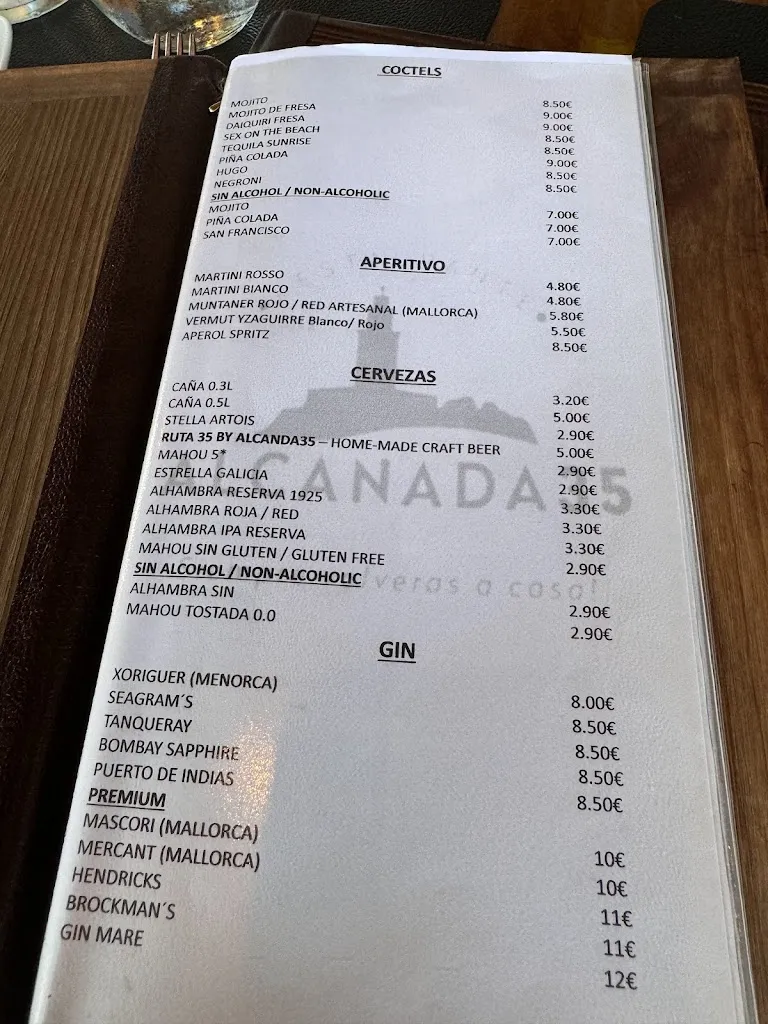 COCTELS
MOJITO 8.50€
MOJITO DE FRESA 9.00€
DAIQUIRI FRESA 9.00€
SEX ON THE BEACH 8.50€
TEQUILA SUNRISE 8.50€
PIÑA COLADA 9.00€
HUGO 8.50€
NEGRONI 8.50€
SIN ALCOHOL / NON-ALCOHOLIC
MOJITO 7.00€
PIÑA COLADA 7.00€
SAN FRANCISCO 7.00€
APERITIVO
MARTINI ROSSO 4.80€
MARTINI BIANCO 4.80€
MUNTANER ROJO / RED ARTESANAL (MALLORCA) 5.80€
VERMUT YZAGUIRRE Blanco/ Rojo 5.50€
APEROL SPRITZ 8.50€
CERVEZAS
CAÑA 0.3L 3.20€
CAÑA 0.5L 5.00€
STELLA ARTOIS 2.90€
RUTA 35 BY ALCANDA35 – HOME-MADE CRAFT BEER 5.00€
MAHOU 5* 2.90€
ESTRELLA GALICIA 2.90€
ALHAMBRA RESERVA 1925 3.30€
ALHAMBRA ROJA / RED 3.30€
ALHAMBRA IPA RESERVA 3.30€
MAHOU SIN GLUTEN / GLUTEN FREE 2.90€
SIN ALCOHOL / NON-ALCOHOLIC
ALHAMBRA SIN 2.90€
MAHOU TOSTADA 0.0 2.90€
ALCANADA 35
lveras a casa!
GIN
XORIGUER (MENORCA) 8.00€
SEAGRAM´S 8.50€
TANQUERAY 8.50€
BOMBAY SAPPHIRE 8.50€
PUERTO DE INDIAS 8.50€
PREMIUM
MASCORI (MALLORCA) 10€
MERCANT (MALLORCA) 10€
HENDRICKS 11€
BROCKMAN´S 11€
GIN MARE 12€